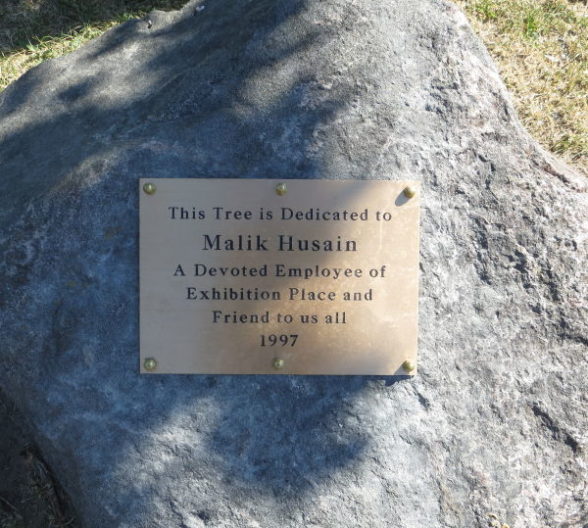 This Tree is Dedicated to
Malik Husain
A Devoted Employee of
Exhibition Place and
Friend to us all
1997